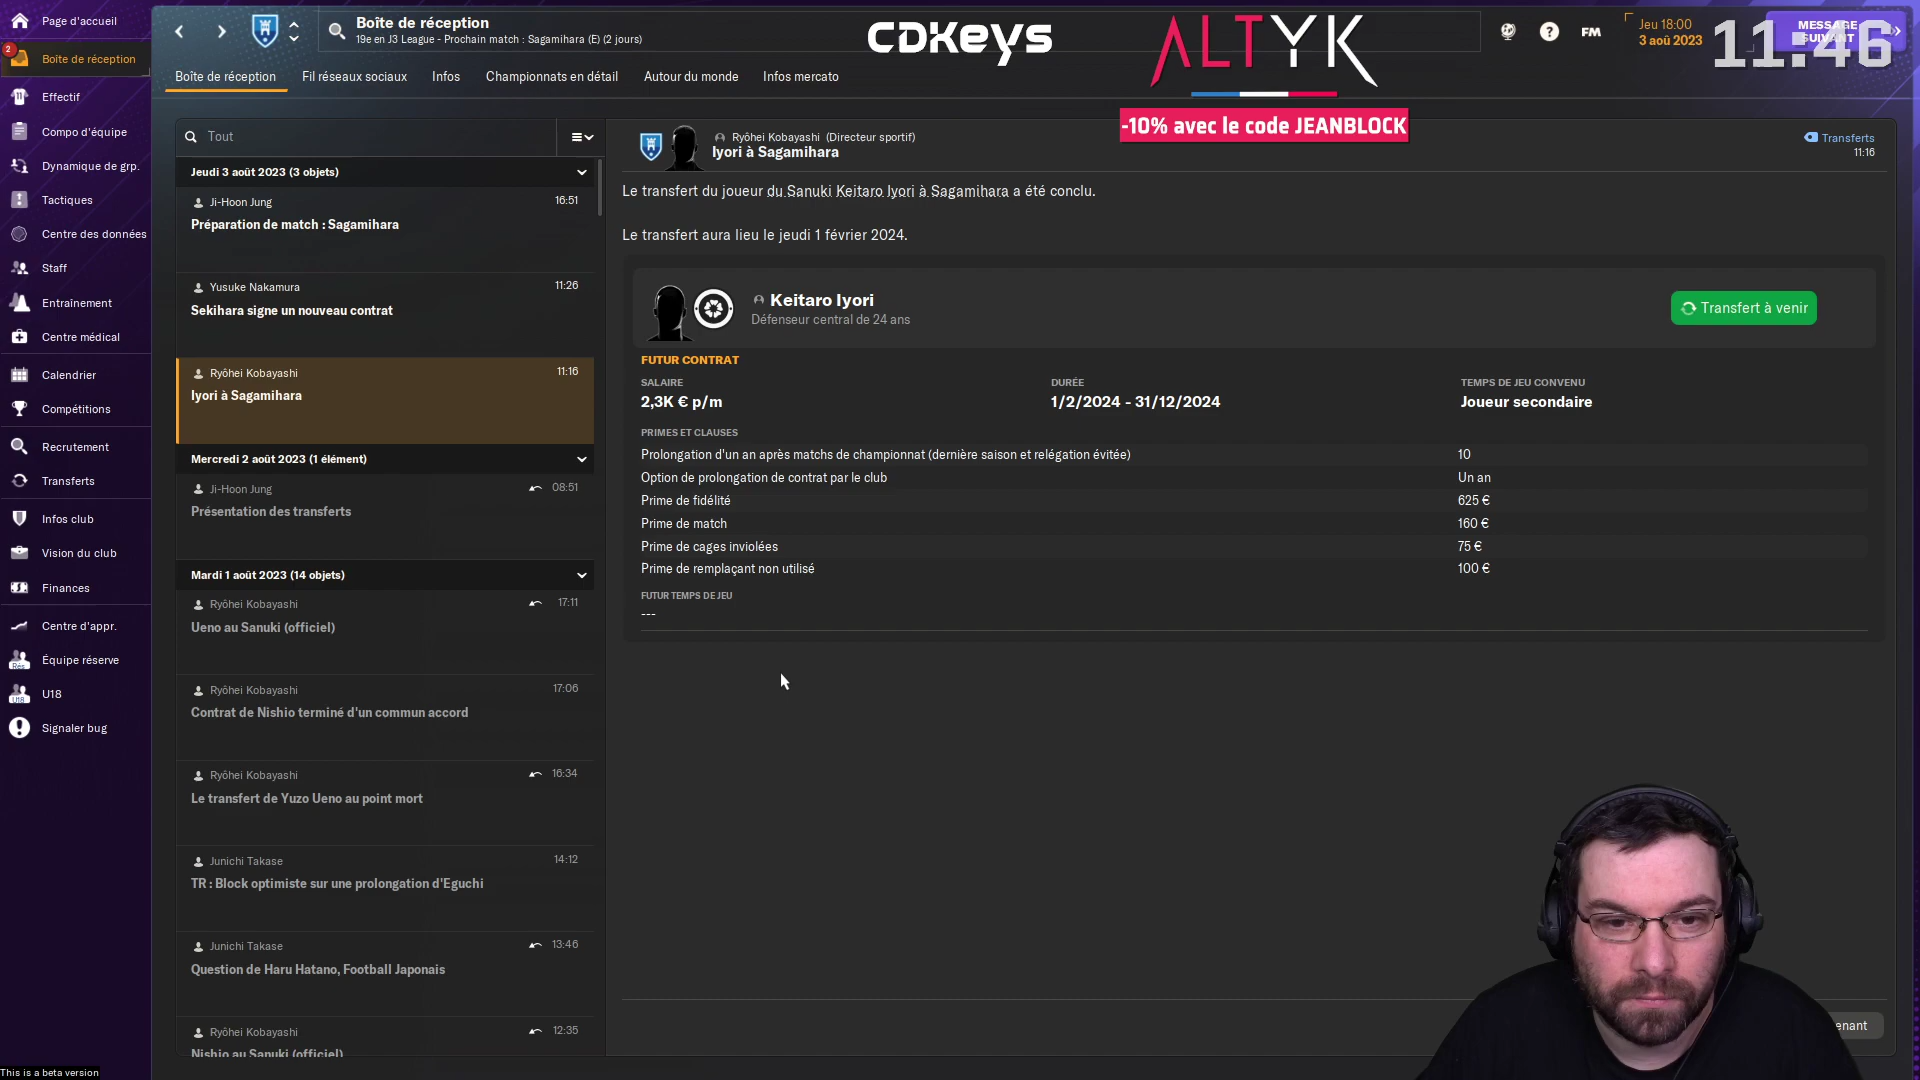 Page d'accueil
2
Boîte de réception
Effectif
Compo d'équipe
Dynamique de grp.
Tactiques
Centre des données
Staff
Entraînement
Centre médical
Calendrier
Compétitions
Recrutement
Transferts
Infos club
Vision du club
Finances
Centre d'appr.
Équipe réserve
U18
Signaler bug
This is a beta version
Boîte de réception
19e en J3 League - Prochain match : Sagamihara (E) (2 jours)
CDKeys
ALTYK
-10% avec le code JEANBLOCK
FM
Jeu 18:00
3 aoû 2023
MESSAGE
11:46
Boîte de réception
Fil réseaux sociaux
Infos
Championnats en détail
Autour du monde
Infos mercato
Tout
Jeudi 3 août 2023 (3 objets)
Ji-Hoon Jung 16:51
Préparation de match : Sagamihara
Yusuke Nakamura 11:26
Sekihara signe un nouveau contrat
Ryôhei Kobayashi 11:16
Iyori à Sagamihara
Mercredi 2 août 2023 (1 élément)
Ji-Hoon Jung 08:51
Présentation des transferts
Mardi 1 août 2023 (14 objets)
Ryôhei Kobayashi 17:11
Ueno au Sanuki (officiel)
Ryôhei Kobayashi 17:06
Contrat de Nishio terminé d'un commun accord
Ryôhei Kobayashi 16:34
Le transfert de Yuzo Ueno au point mort
Junichi Takase 14:12
TR : Block optimiste sur une prolongation d'Eguchi
Junichi Takase 13:46
Question de Haru Hatano, Football Japonais
Ryôhei Kobayashi 12:35
Nishio au Sanuki (officiel)
Ryôhei Kobayashi (Directeur sportif)
Iyori à Sagamihara
Transferts
11:16
Le transfert du joueur du Sanuki Keitaro Iyori à Sagamihara a été conclu.
Le transfert aura lieu le jeudi 1 février 2024.
Keitaro Iyori
Défenseur central de 24 ans
Transfert à venir
FUTUR CONTRAT
SALAIRE
2,3K € p/m
DURÉE
1/2/2024 - 31/12/2024
TEMPS DE JEU CONVENU
Joueur secondaire
PRIMES ET CLAUSES
Prolongation d'un an après matchs de championnat (dernière saison et relégation évitée) 10
Option de prolongation de contrat par le club Un an
Prime de fidélité 625 €
Prime de match 160 €
Prime de cages inviolées 75 €
Prime de remplaçant non utilisé 100 €
FUTUR TEMPS DE JEU
---